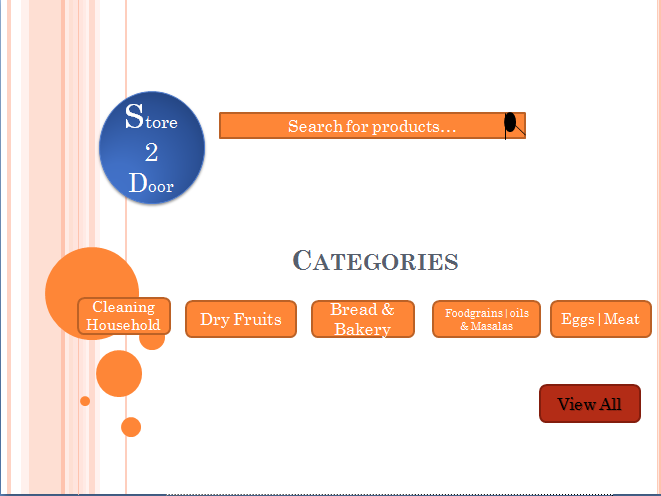 Store
2
Door
Search for products...
CATEGORIES
Cleaning
Household
Dry Fruits
Bread &
Bakery
Foodgrains|oils
& Masalas
Eggs|Meat
View All